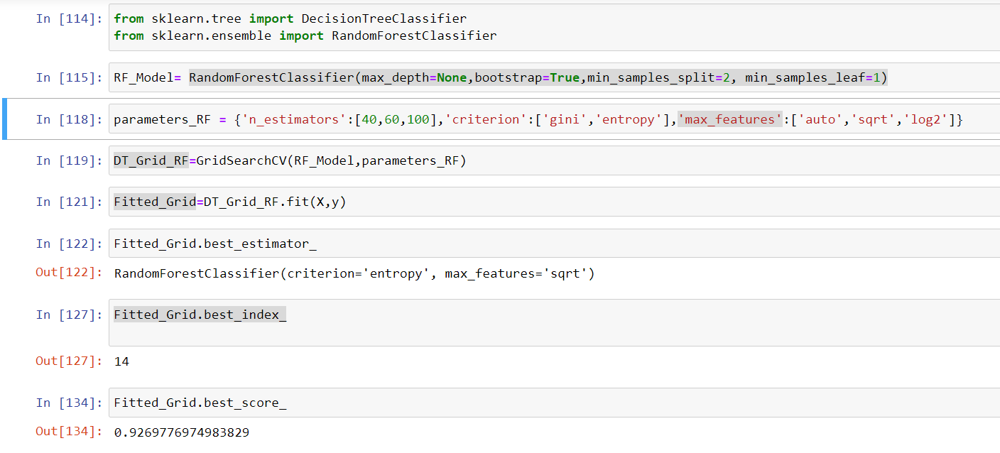 In [114]: from sklearn.tree import DecisionTreeClassifier
from sklearn.ensemble import RandomForestClassifier
In [115]: RF_Model= RandomForestClassifier(max_depth=None,bootstrap=True,min_samples_split=2, min_samples_leaf=1)
In [118]: parameters_RF = {'n_estimators':[40,60,100],'criterion':['gini','entropy'],'max_features':['auto','sqrt','log2']}
In [119]: DT_Grid_RF=GridSearchCV(RF_Model,parameters_RF)
In [121]: Fitted_Grid=DT_Grid_RF.fit(X,y)
In [122]: Fitted_Grid.best_estimator_
Out[122]: RandomForestClassifier(criterion='entropy', max_features='sqrt')
In [127]: Fitted_Grid.best_index_
Out[127]: 14
In [134]: Fitted_Grid.best_score_
Out[134]: 0.9269776974983829